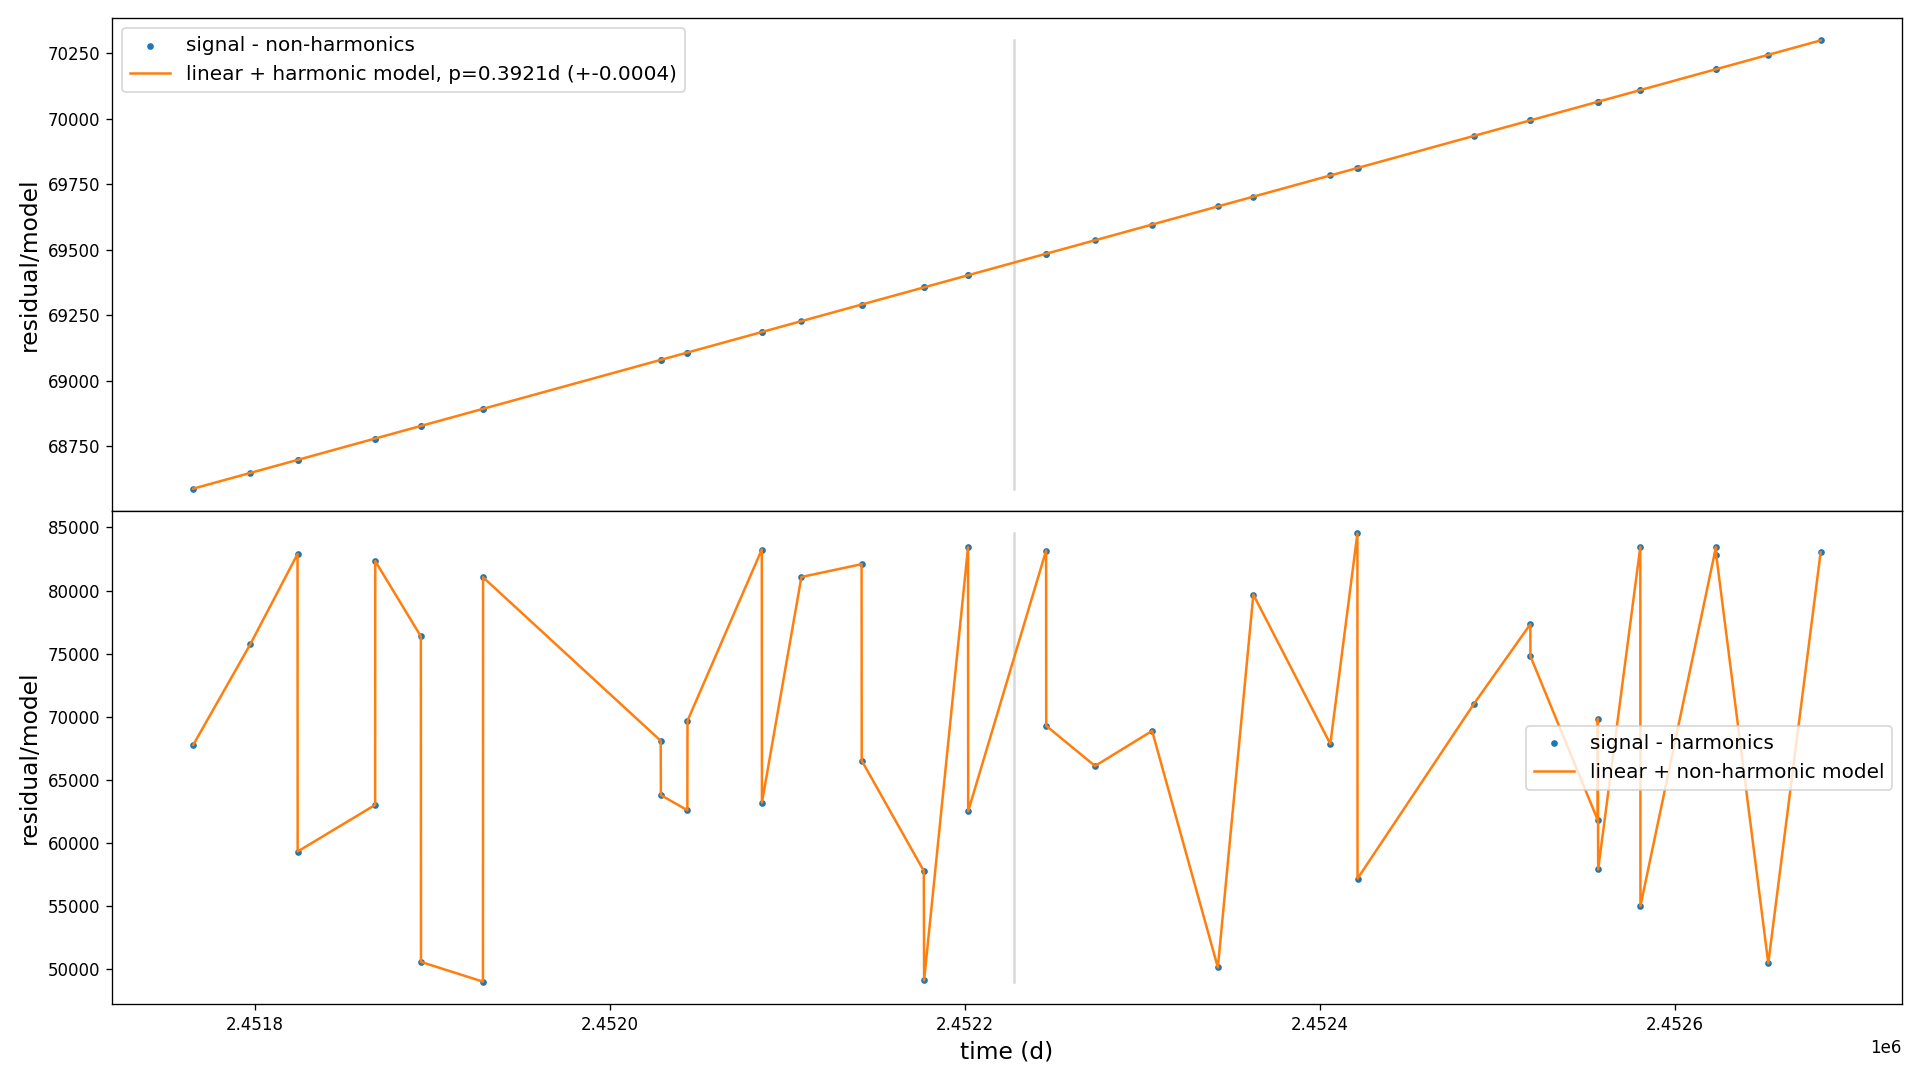 signal - non-harmonics
linear + harmonic model, p=0.3921d (+-0.0004)
70250
70000
69750
69500
69250
69000
68750
residual/model
85000
80000
75000
70000
65000
60000
55000
50000
residual/model
signal - harmonics
linear + non-harmonic model
2.4518
2.4520
2.4522
2.4524
2.4526
time (d)
1e6